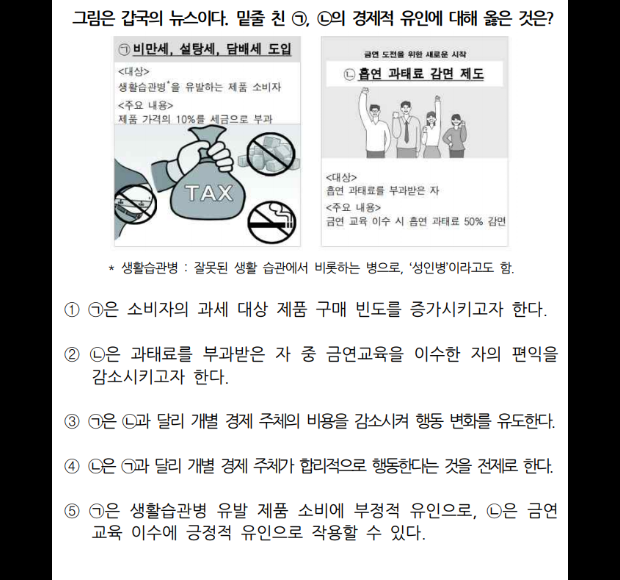 그림은 갑국의 뉴스이다. 밑줄 친 ㉠, ㉡의 경제적 유인에 대해 옳은 것은?
㉠ 비만세, 설탕세, 담배세 도입
<대상>
생활습관병*을 유발하는 제품 소비자
<주요 내용>
제품 가격의 10%를 세금으로 부과
TAX
금연 도전을 위한 새로운 시작
㉡ 흡연 과태료 감면 제도
<대상>
흡연 과태료를 부과받은 자
<주요 내용>
금연 교육 이수 시 흡연 과태료 50% 감면
* 생활습관병 : 잘못된 생활 습관에서 비롯하는 병으로, '성인병'이라고도 함.
① ㉠은 소비자의 과세 대상 제품 구매 빈도를 증가시키고자 한다.
② ㉡은 과태료를 부과받은 자 중 금연교육을 이수한 자의 편익을
감소시키고자 한다.
③ ㉠은 ㉡과 달리 개별 경제 주체의 비용을 감소시켜 행동 변화를 유도한다.
④ ㉡은 ㉠과 달리 개별 경제 주체가 합리적으로 행동한다는 것을 전제로 한다.
⑤ ㉠은 생활습관병 유발 제품 소비에 부정적 유인으로, ㉡은 금연
교육 이수에 긍정적 유인으로 작용할 수 있다.